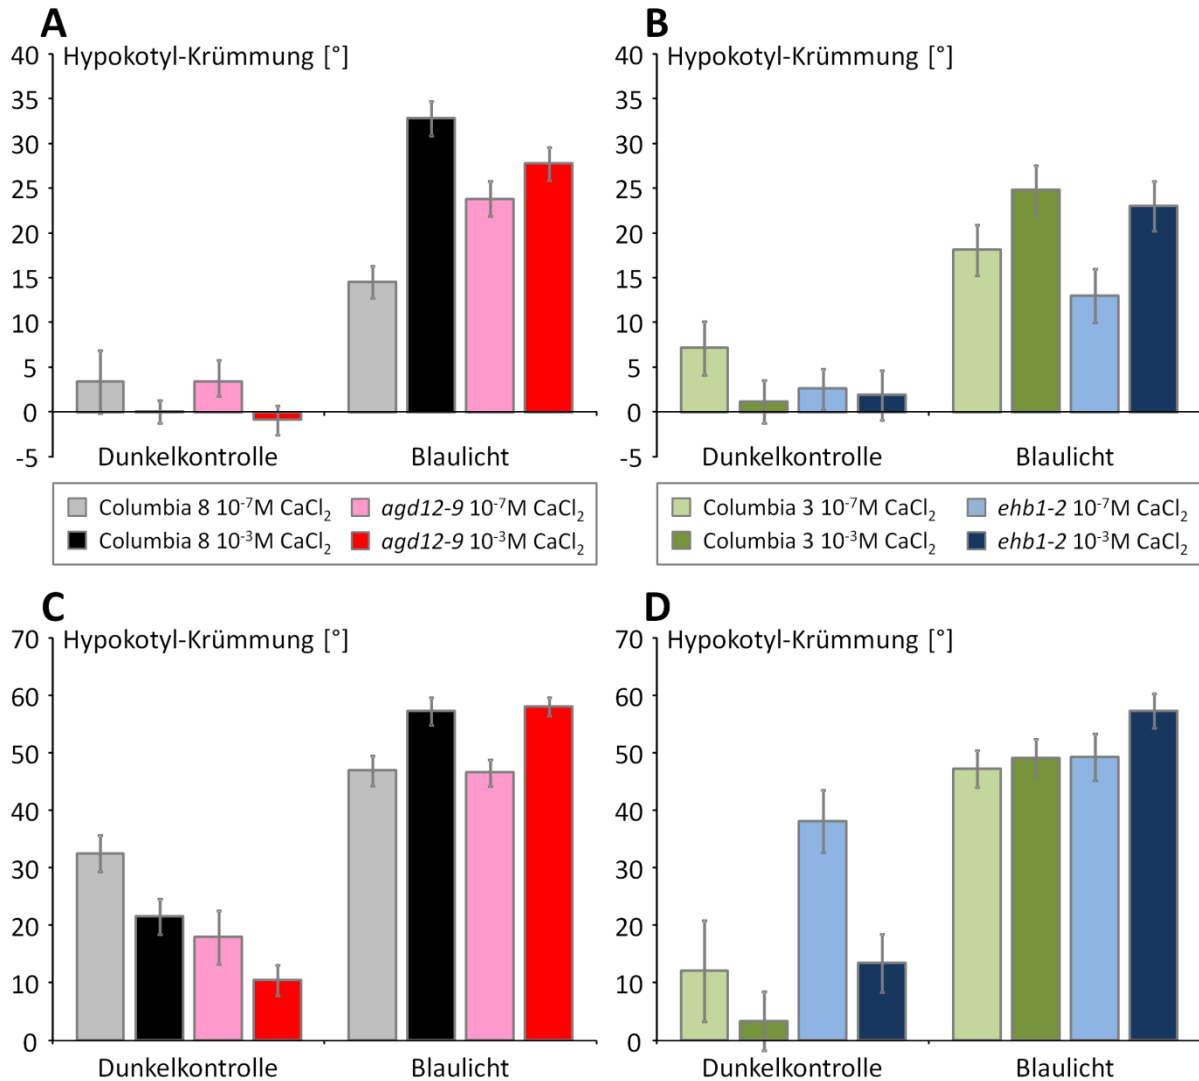 A
Hypokotyl-Krümmung [°]
40
35
30
25
20
15
10
5
0
-5
Dunkelkontrolle Blaulicht
Columbia 8 10⁻⁷M CaCl₂ agd12-9 10⁻⁷M CaCl₂
Columbia 8 10⁻³M CaCl₂ agd12-9 10⁻³M CaCl₂
B
Hypokotyl-Krümmung [°]
40
35
30
25
20
15
10
5
0
-5
Dunkelkontrolle Blaulicht
Columbia 3 10⁻⁷M CaCl₂ ehb1-2 10⁻⁷M CaCl₂
Columbia 3 10⁻³M CaCl₂ ehb1-2 10⁻³M CaCl₂
C
Hypokotyl-Krümmung [°]
70
60
50
40
30
20
10
0
Dunkelkontrolle Blaulicht
D
Hypokotyl-Krümmung [°]
70
60
50
40
30
20
10
0
Dunkelkontrolle Blaulicht